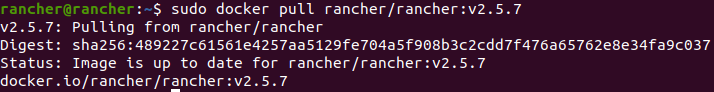 rancher@rancher:~$ sudo docker pull rancher/rancher:v2.5.7
v2.5.7: Pulling from rancher/rancher
Digest: sha256:489227c61561e4257aa5129fe704a5f908b3c2cdd7f476a65762e8e34fa9c037
Status: Image is up to date for rancher/rancher:v2.5.7
docker.io/rancher/rancher:v2.5.7